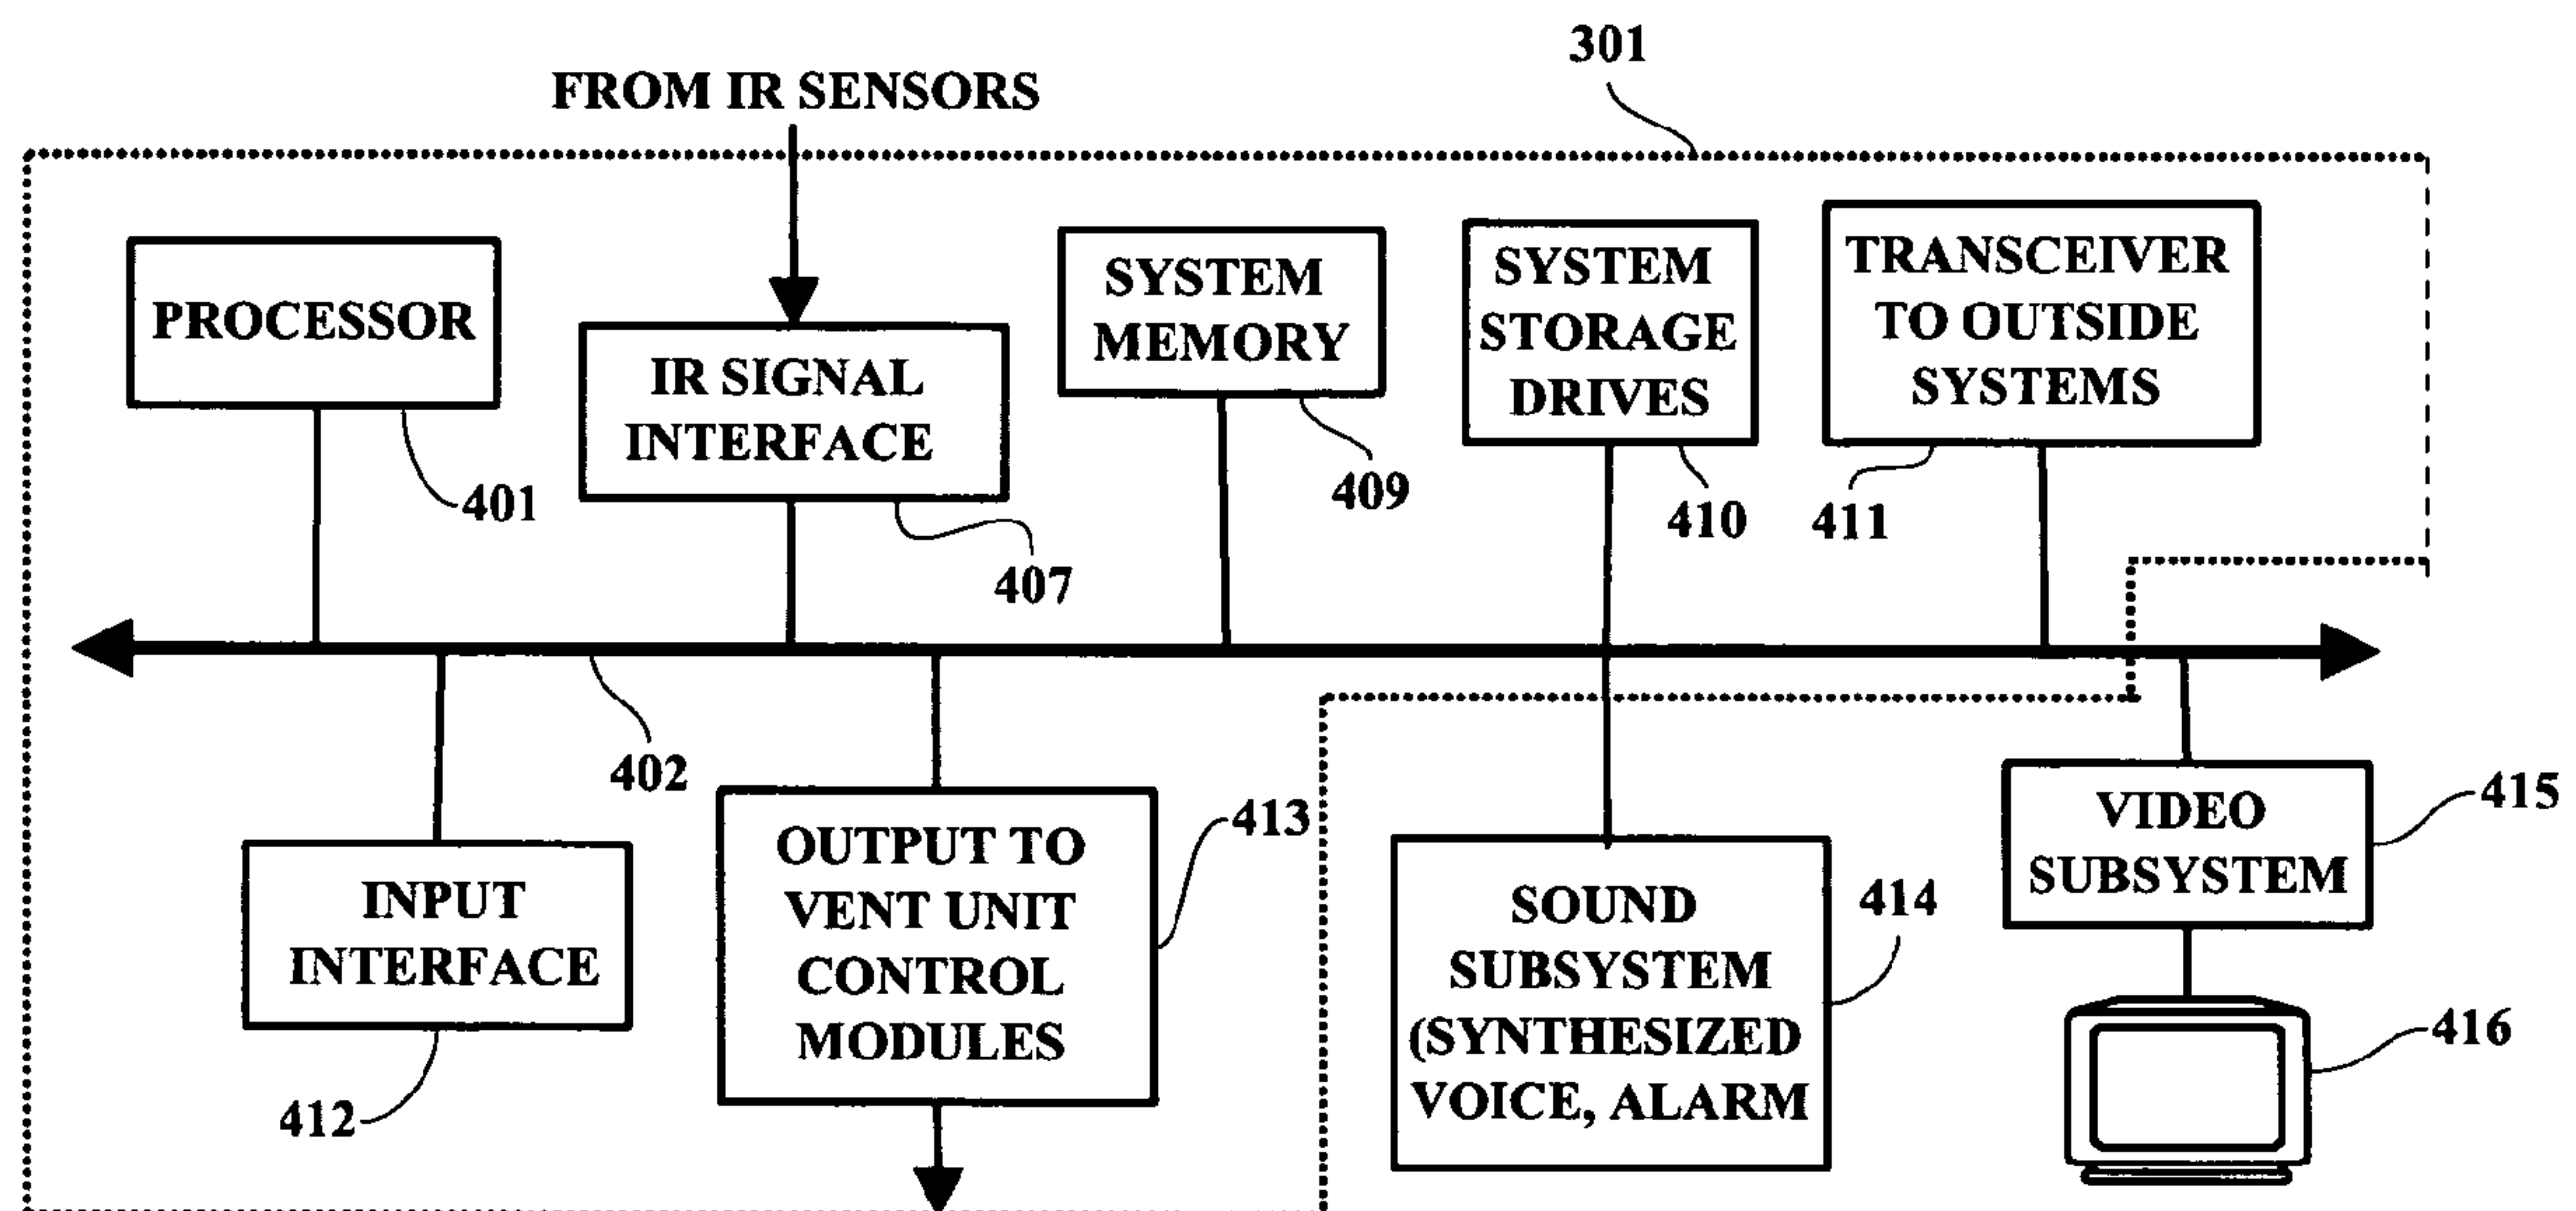 301
FROM IR SENSORS
PROCESSOR
401
IR SIGNAL
INTERFACE
407
SYSTEM
MEMORY
409
SYSTEM
STORAGE
DRIVES
410
TRANSCEIVER
TO OUTSIDE
SYSTEMS
411
402
INPUT
INTERFACE
412
OUTPUT TO
VENT UNIT
CONTROL
MODULES
413
SOUND
SUBSYSTEM
(SYNTHESIZED
VOICE, ALARM
414
VIDEO
SUBSYSTEM
415
416